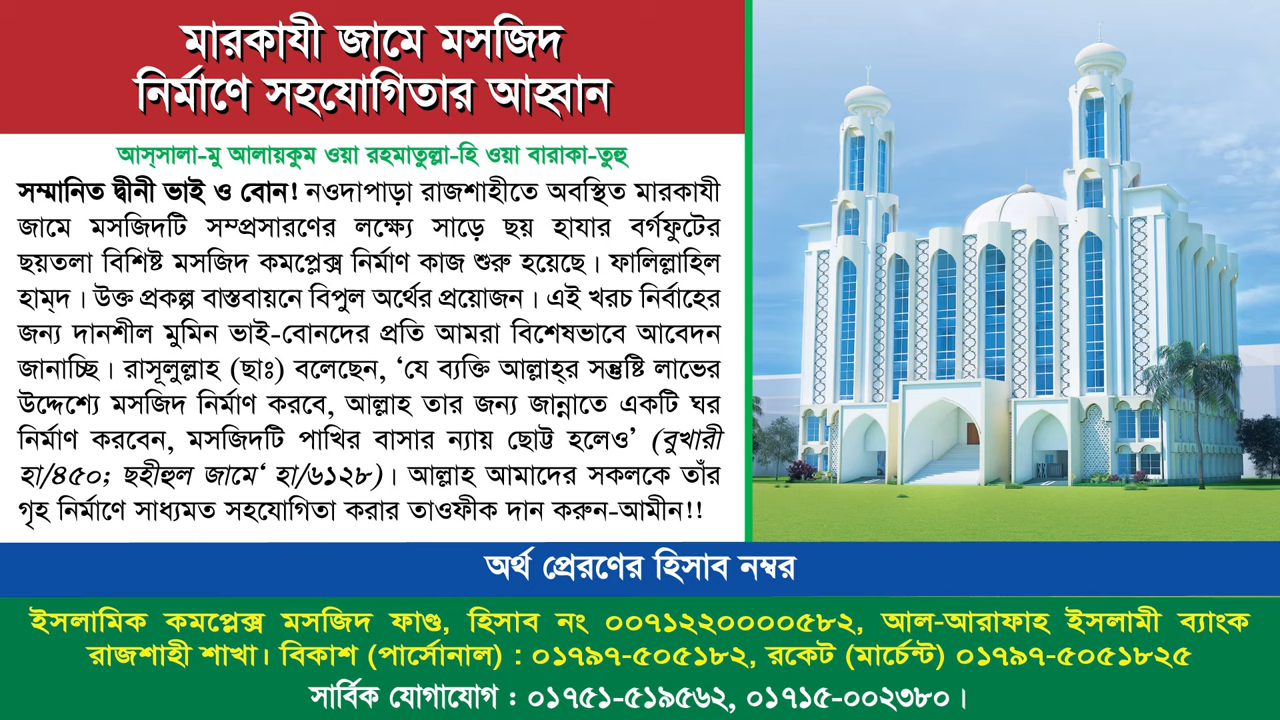 মারকাযী জামে মসজিদ
নির্মাণে সহযোগিতার আহ্বান
আস্সালা-মু আলায়কুম ওয়া রহমাতুল্লা-হি ওয়া বারাকা-তুহু
সম্মানিত দ্বীনী ভাই ও বোন! নওদাপাড়া রাজশাহীতে অবস্থিত মারকাযী
জামে মসজিদটি সম্প্রসারণের লক্ষ্যে সাড়ে ছয় হাযার বর্গফুটের
ছয়তলা বিশিষ্ট মসজিদ কমপ্লেক্স নির্মাণ কাজ শুরু হয়েছে। ফালিল্লাহিল
হাম্দ। উক্ত প্রকল্প বাস্তবায়নে বিপুল অর্থের প্রয়োজন। এই খরচ নির্বাহের
জন্য দানশীল মুমিন ভাই-বোনদের প্রতি আমরা বিশেষভাবে আবেদন
জানাচ্ছি। রাসূলুল্লাহ (ছাঃ) বলেছেন, ‘যে ব্যক্তি আল্লাহ্‌র সন্তুষ্টি লাভের
উদ্দেশ্যে মসজিদ নির্মাণ করবে, আল্লাহ তার জন্য জান্নাতে একটি ঘর
নির্মাণ করবেন, মসজিদটি পাখির বাসার ন্যায় ছোট্ট হলেও’ (বুখারী
হা/৪৫০; ছহীহুল জামে‘ হা/৬১২৮)। আল্লাহ আমাদের সকলকে তাঁর
গৃহ নির্মাণে সাধ্যমত সহযোগিতা করার তাওফীক দান করুন-আমীন!!
অর্থ প্রেরণের হিসাব নম্বর
ইসলামিক কমপ্লেক্স মসজিদ ফাণ্ড, হিসাব নং ০০৭১২২০০০০৫৮২, আল-আরাফাহ ইসলামী ব্যাংক
রাজশাহী শাখা। বিকাশ (পার্সোনাল) : ০১৭৯৭-৫০৫১৮২, রকেট (মার্চেন্ট) ০১৭৯৭-৫০৫১৮২৫
সার্বিক যোগাযোগ : ০১৭৫১-৫১৯৫৬২, ০১৭১৫-০০২৩৮০।